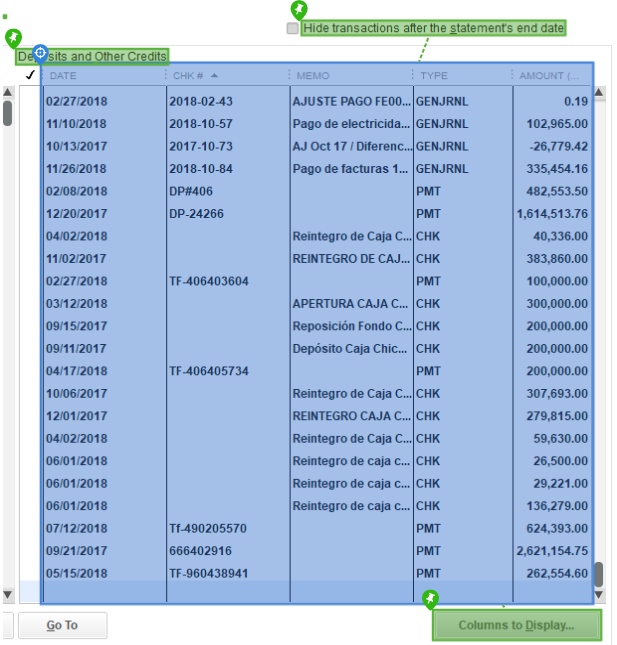 Hide transactions after the statement's end date
Deposits and Other Credits
✓ DATE CHK # ▲ MEMO TYPE AMOUNT (...
02/27/2018 2018-02-43 AJUSTE PAGO FE00... GENJRNL 0.19
11/10/2018 2018-10-57 Pago de electricida... GENJRNL 102,965.00
10/13/2017 2017-10-73 AJ Oct 17 / Diferenc... GENJRNL -26,779.42
11/26/2018 2018-10-84 Pago de facturas 1... GENJRNL 335,454.16
02/08/2018 DP#406 PMT 482,553.50
12/20/2017 DP-24266 PMT 1,614,513.76
04/02/2018 Reintegro de Caja C... CHK 40,336.00
11/02/2017 REINTEGRO DE CAJ... CHK 383,860.00
02/27/2018 TF-406403604 PMT 100,000.00
03/12/2018 APERTURA CAJA C... CHK 300,000.00
09/15/2017 Reposición Fondo C... CHK 200,000.00
09/11/2017 Depósito Caja Chic... CHK 200,000.00
04/17/2018 TF-406405734 PMT 200,000.00
10/06/2017 Reintegro de Caja C... CHK 307,693.00
12/01/2017 REINTEGRO CAJA C... CHK 279,815.00
04/02/2018 Reintegro de Caja C... CHK 59,630.00
06/01/2018 Reintegro de caja c... CHK 26,500.00
06/01/2018 Reintegro de caja c... CHK 29,221.00
06/01/2018 Reintegro de caja c... CHK 136,279.00
07/12/2018 Tf-490205570 PMT 624,393.00
09/21/2017 666402916 PMT 2,621,154.75
05/15/2018 TF-960438941 PMT 262,554.60
Go To Columns to Display...